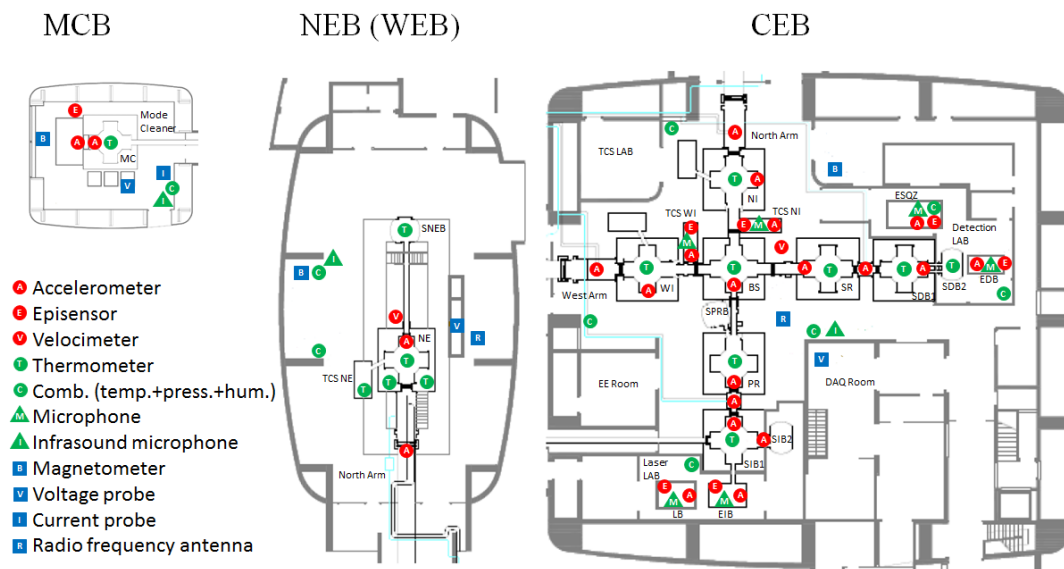 MCB
NEB (WEB)
CEB
E
Mode
Cleaner
B
A
A
T
MC
V
I
C
I
A Accelerometer
E Episensor
V Velocimeter
T Thermometer
C Comb. (temp.+press.+hum.)
M Microphone
I Infrasound microphone
B Magnetometer
V Voltage probe
I Current probe
R Radio frequency antenna
T
SNEB
I
B
C
V
V
R
C
A
NE
T
TCS NE
T
T
T
A
North Arm
TCS LAB
C
A
North Arm
T
A
NI
B
ESQZ
M
C
A
E
TCS WI
E
M
A
TCS NI
E
M
A
V
Detection
LAB
A
West Arm
T
A
WI
T
A
BS
A
T
SR
A
T
A
SDB1
T
SDB2
A
M
E
EDB
C
C
SPRB
R
C
I
V
T
A
PR
EE Room
DAQ Room
A
A
T
A
SIB2
SIB1
Laser
LAB
C
E
M
A
LB
E
M
A
EIB